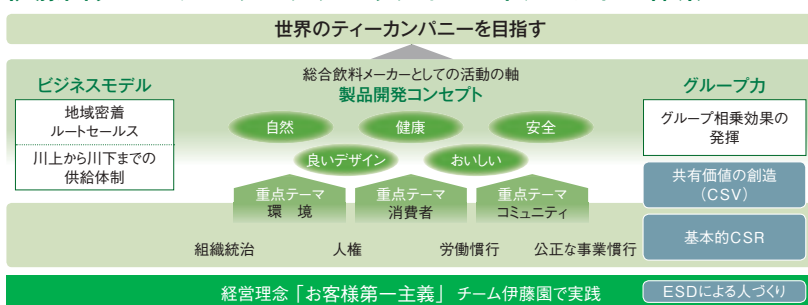 世界のティーカンパニーを目指す
総合飲料メーカーとしての活動の軸
製品開発コンセプト
ビジネスモデル
地域密着
ルートセールス
川上から川下までの
供給体制
自然
健康
安全
良いデザイン
おいしい
グループ力
グループ相乗効果の
発揮
共有価値の創造
（CSV）
基本的CSR
重点テーマ
環 境
重点テーマ
消費者
重点テーマ
コミュニティ
組織統治
人権
労働慣行
公正な事業慣行
経営理念「お客様第一主義」 チーム伊藤園で実践
ESDによる人づくり